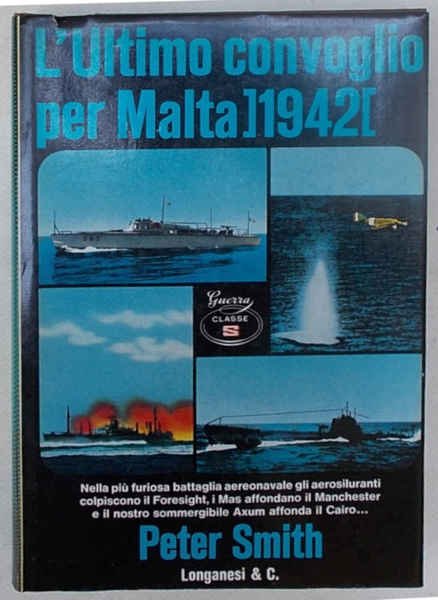 L'Ultimo convoglio
per Malta]1942[
Guerra
CLASSE
S
Nella più furiosa battaglia aereonavale gli aerosiluranti
colpiscono il Foresight, i Mas affondano il Manchester
e il nostro sommergibile Axum affonda il Cairo...
Peter Smith
Longanesi & C.